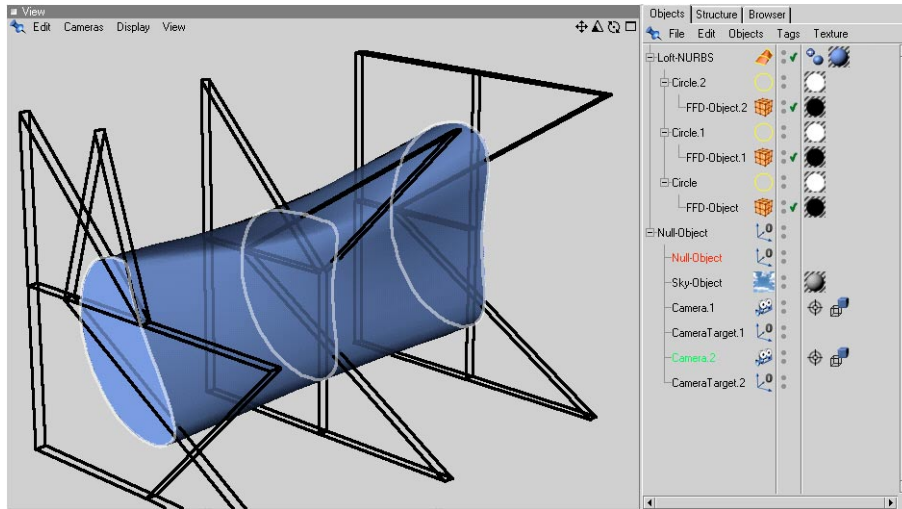 View
Edit Cameras Display View
Objects Structure Browser
File Edit Objects Tags Texture
Loft-NURBS
Circle.2
FFD-Object.2
Circle.1
FFD-Object.1
Circle
FFD-Object
Null-Object
Null-Object
Sky-Object
Camera.1
CameraTarget.1
Camera.2
CameraTarget.2